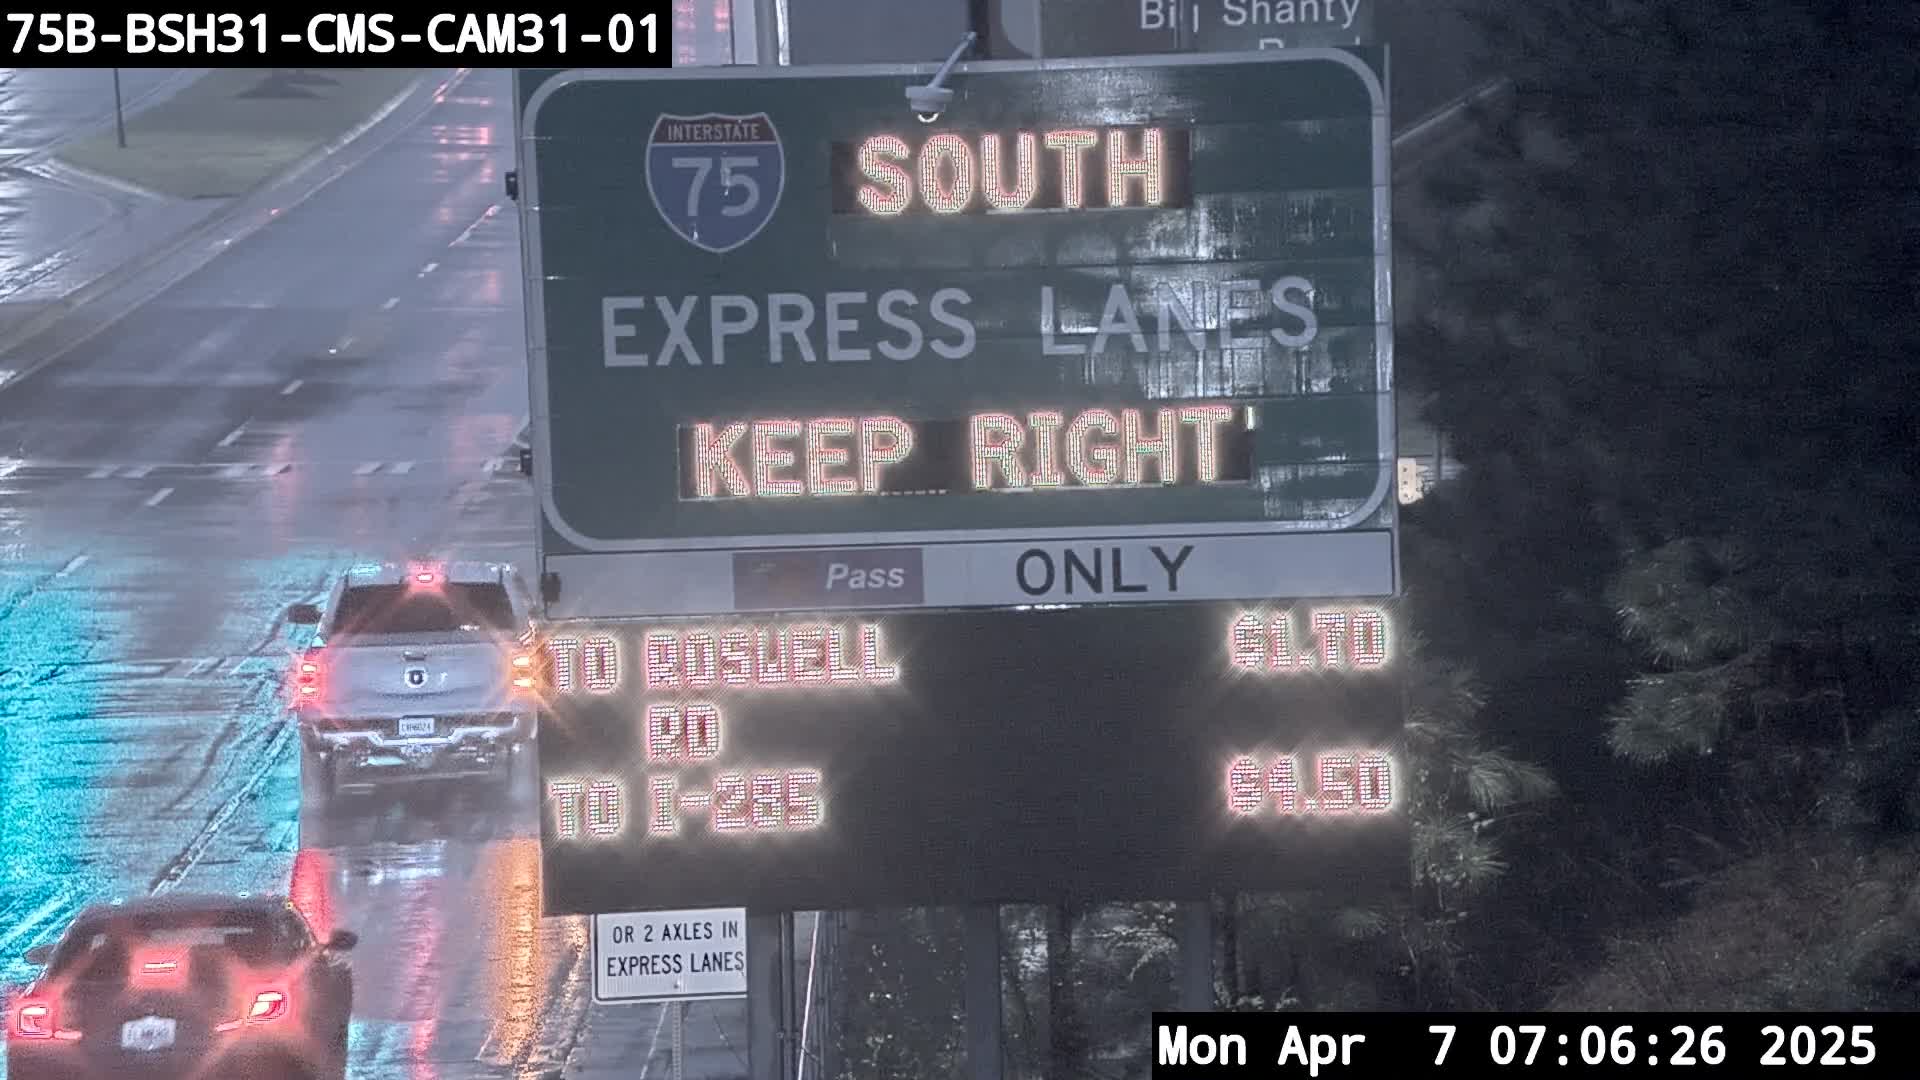 75B-BSH31-CMS-CAM31-01
Shanty
INTERSTATE
75
SOUTH
EXPRESS LANES
KEEP RIGHT
Pass ONLY
TO ROSWELL $1.70
RD
TO I-285 $4.50
OR 2 AXLES IN
EXPRESS LANES
Mon Apr 7 07:06:26 2025